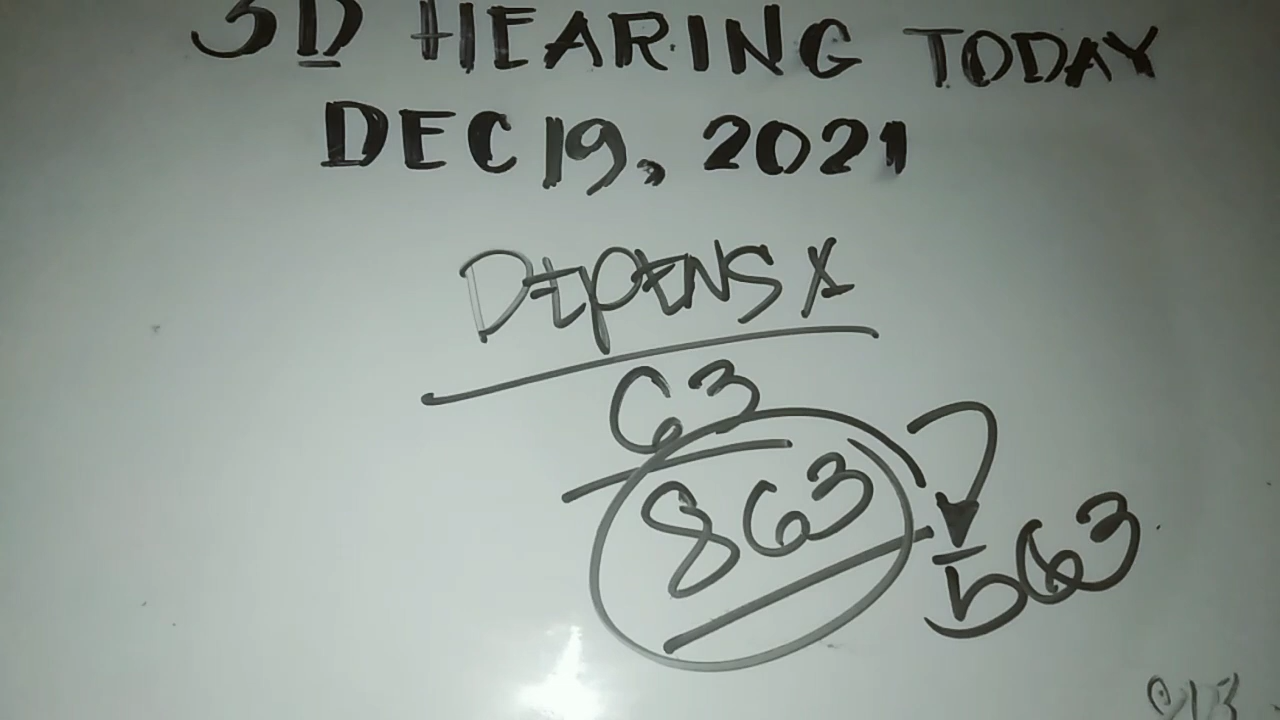 3D HEARING TODAY
DEC 19, 2021
DEPENSA
63
863
563